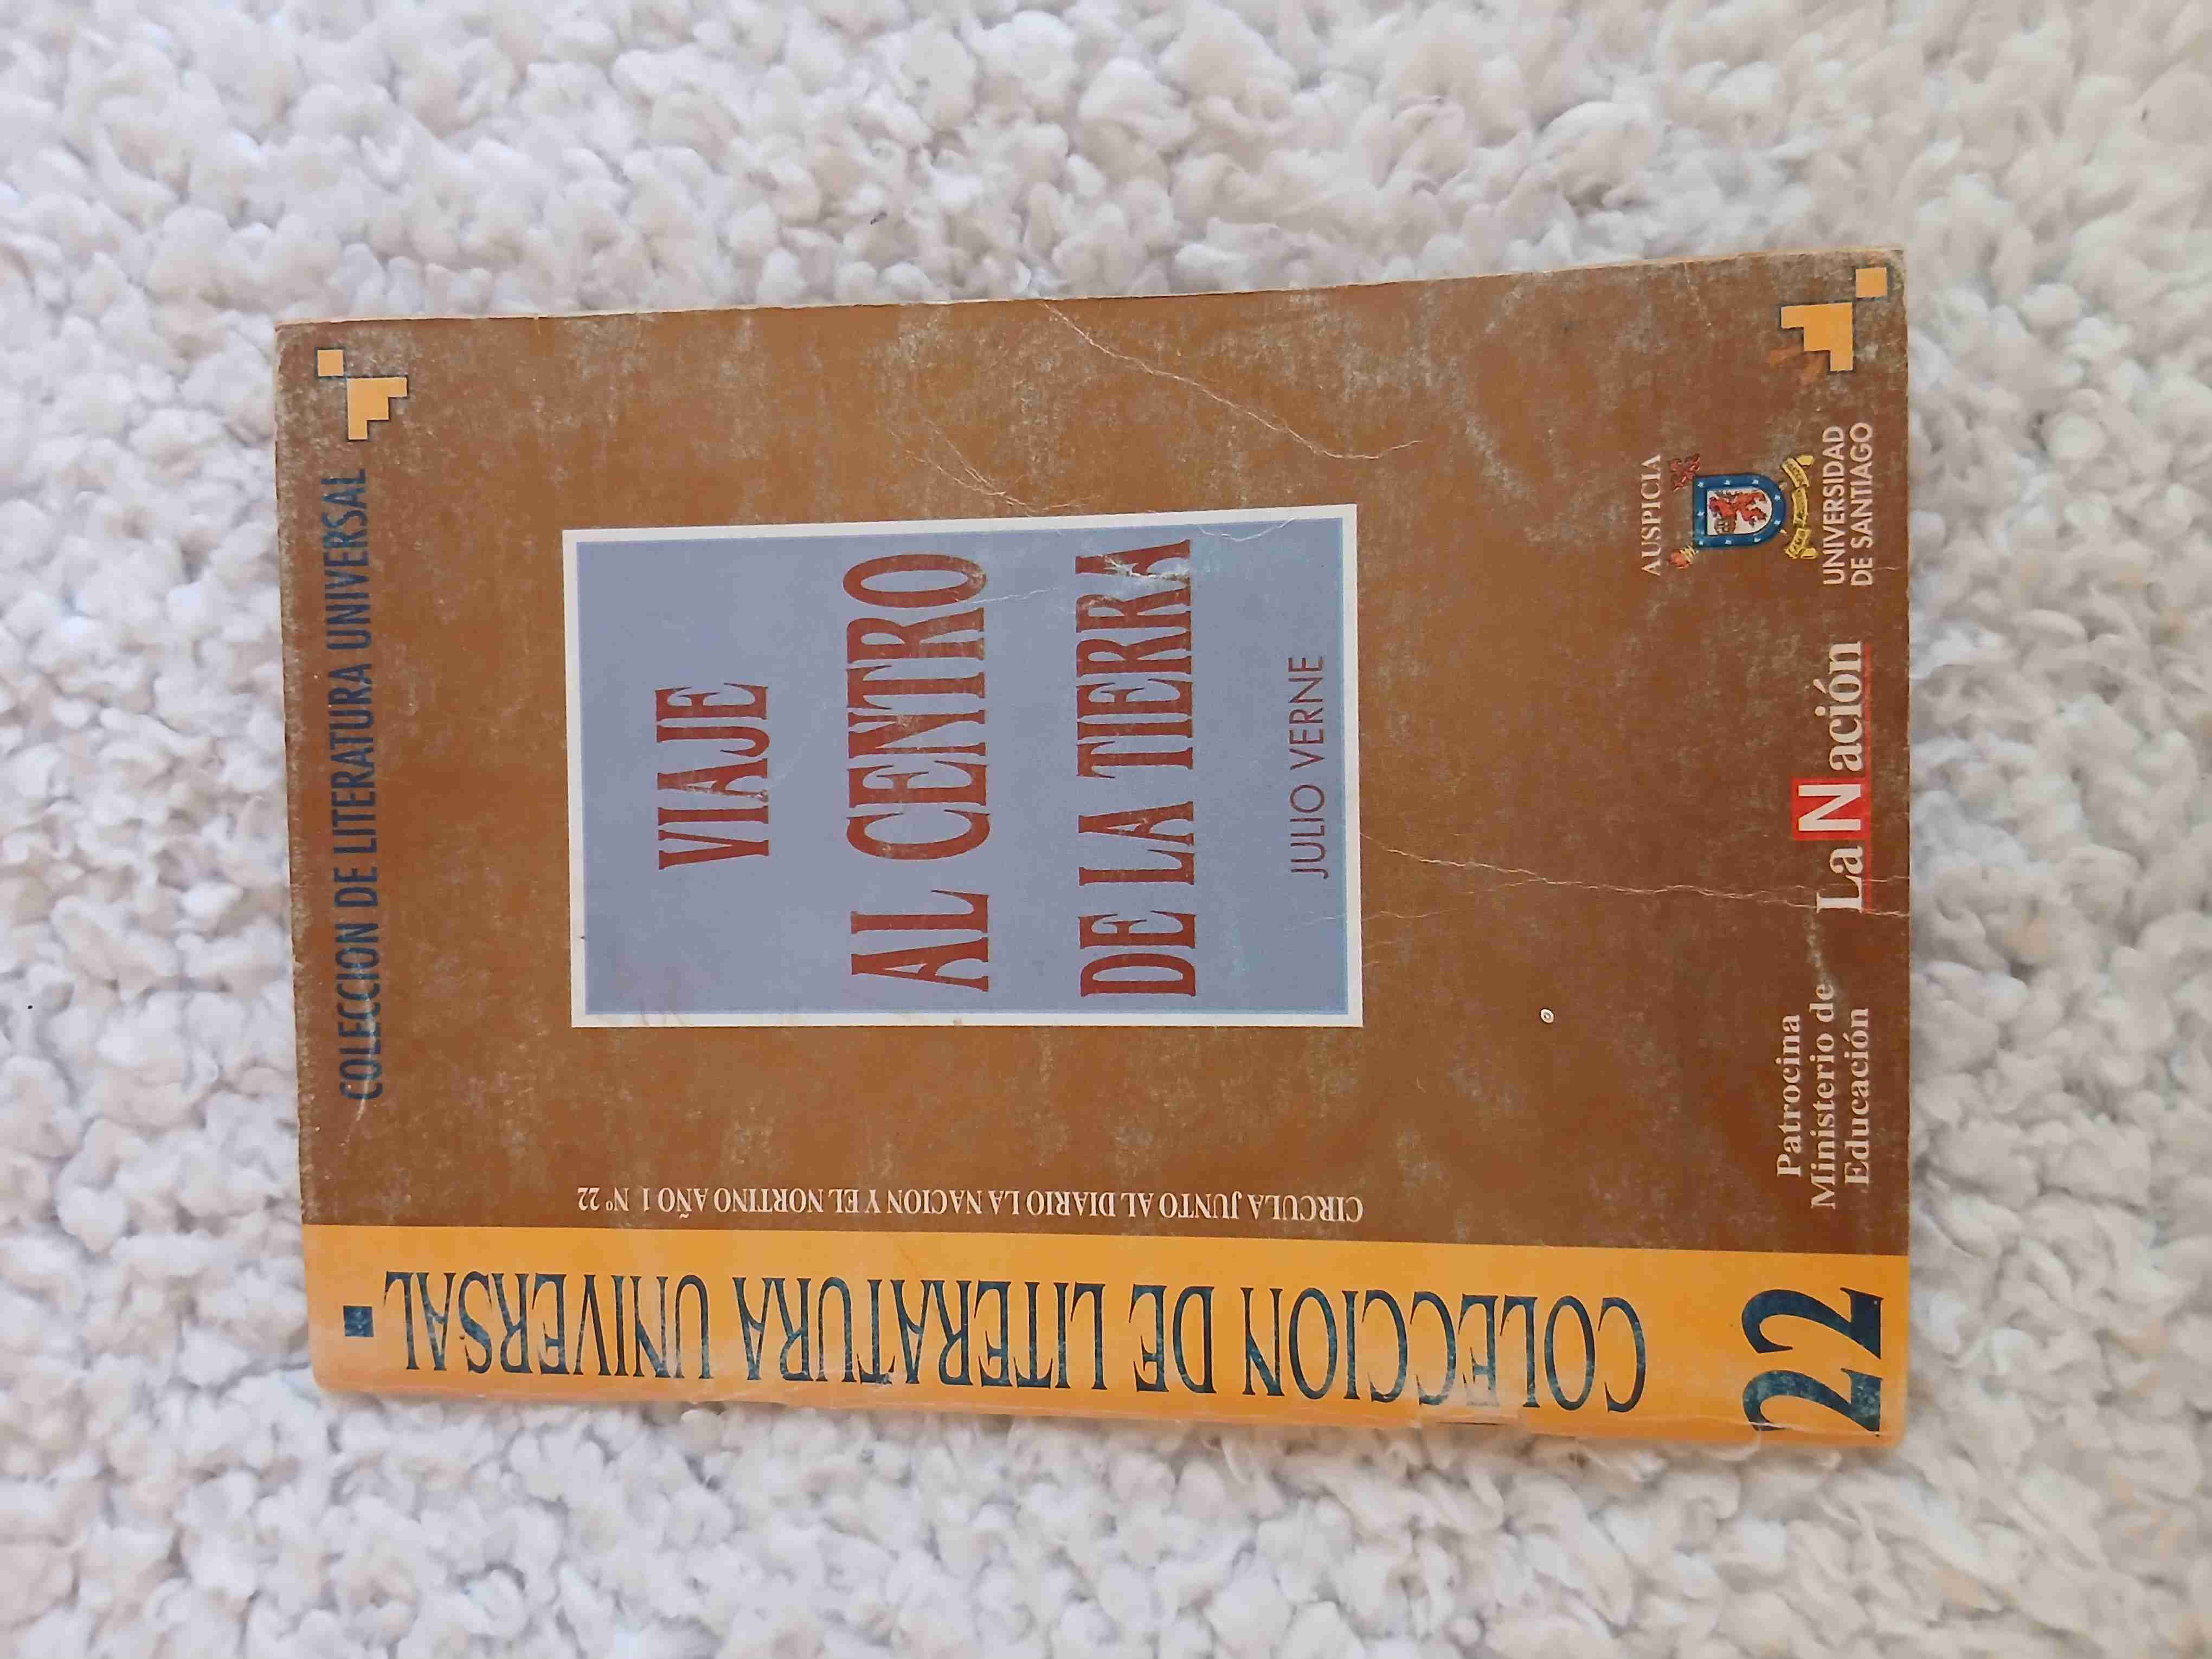 COLECCION DE LITERATURA UNIVERSAL
VIAJE
AL CENTRO
DE LA TIERRA
JULIO VERNE
CIRCULA JUNTO AL DIARIO LA NACION Y EL NORTINO AÑO 1 Nº 22
COLECCION DE LITERATURA UNIVERSAL
22
Patrocina
Ministerio de
Educación
La Nación
AUSPICIA
UNIVERSIDAD
DE SANTIAGO